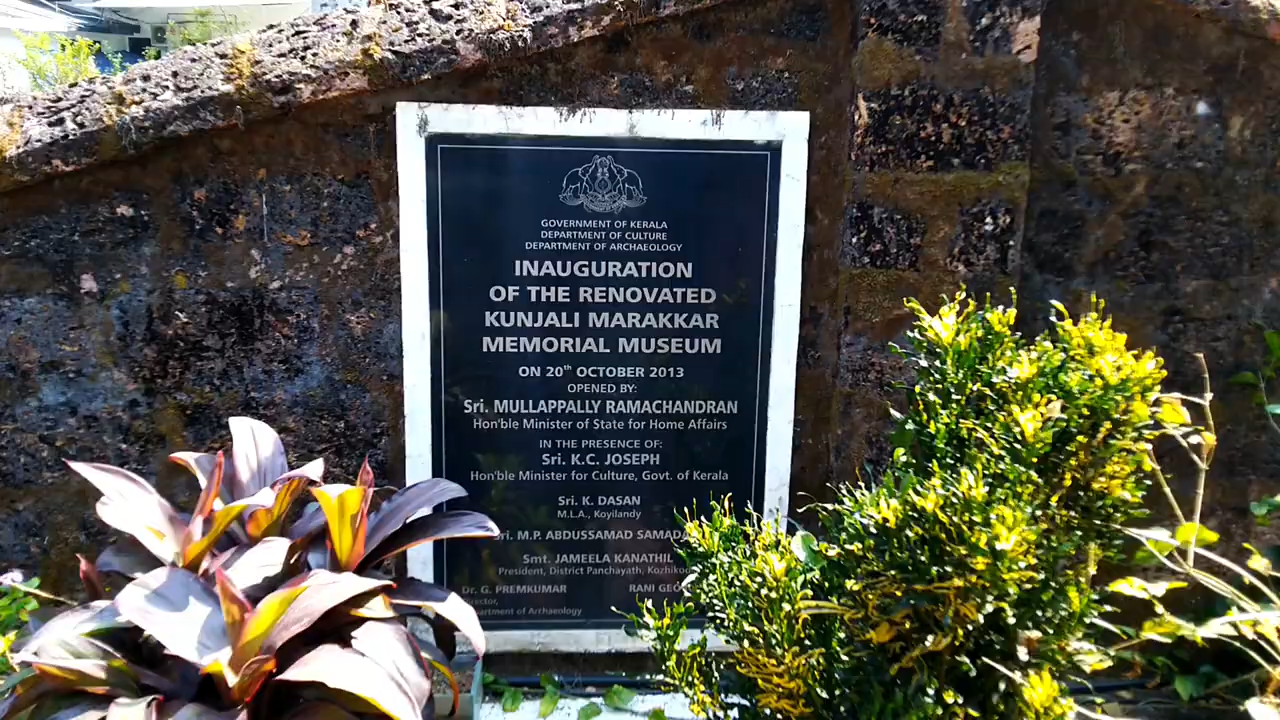 GOVERNMENT OF KERALA
DEPARTMENT OF CULTURE
DEPARTMENT OF ARCHAEOLOGY
INAUGURATION
OF THE RENOVATED
KUNJALI MARAKKAR
MEMORIAL MUSEUM
ON 20th OCTOBER 2013
OPENED BY:
Sri. MULLAPPALLY RAMACHANDRAN
Hon'ble Minister of State for Home Affairs
IN THE PRESENCE OF:
Sri. K.C. JOSEPH
Hon'ble Minister for Culture, Govt. of Kerala
Sri. K. DASAN
M.L.A., Koyilandy
Sri. M.P. ABDUSSAMAD
Smt. JAMEELA KANATHIL
President, District Panchayath,
Dr. G. PREMKUMAR RANI
of Archaeology